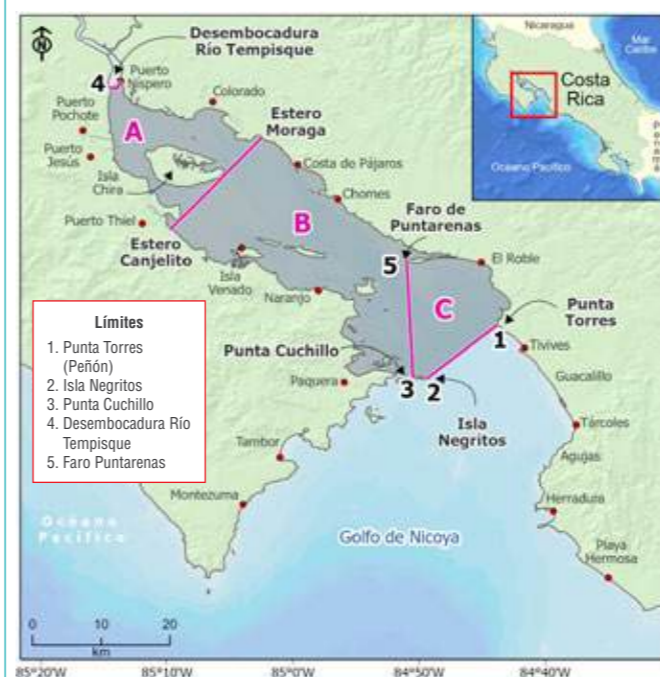 N
Desembocadura
Río Tempisque
4
Puerto
Níspero
Puerto
Pochote
A
Colorado
Estero
Moraga
Puerto
Jesús
Isla
Chira
Costa de Pájaros
Chomes
Puerto Thiel
B
Faro de
Puntarenas
Estero
Canjelito
Isla
Venado
5
El Roble
Naranjo
C
Punta
Torres
1
Tivives
Punta Cuchillo
Paquera
3
2
Isla
Negritos
Guacalillo
Tárcoles
Tambor
Agujas
Montezuma
Herradura
Océano
Pacífico
Golfo de Nicoya
Playa
Hermosa
0
10
20
km
85°20'W
85°10'W
85°0'W
84°50'W
84°40'W
Límites
1. Punta Torres
(Peñón)
2. Isla Negritos
3. Punta Cuchillo
4. Desembocadura Río
Tempisque
5. Faro Puntarenas
Nicaragua
Mar
Caribe
Costa
Rica
Océano Pacífico